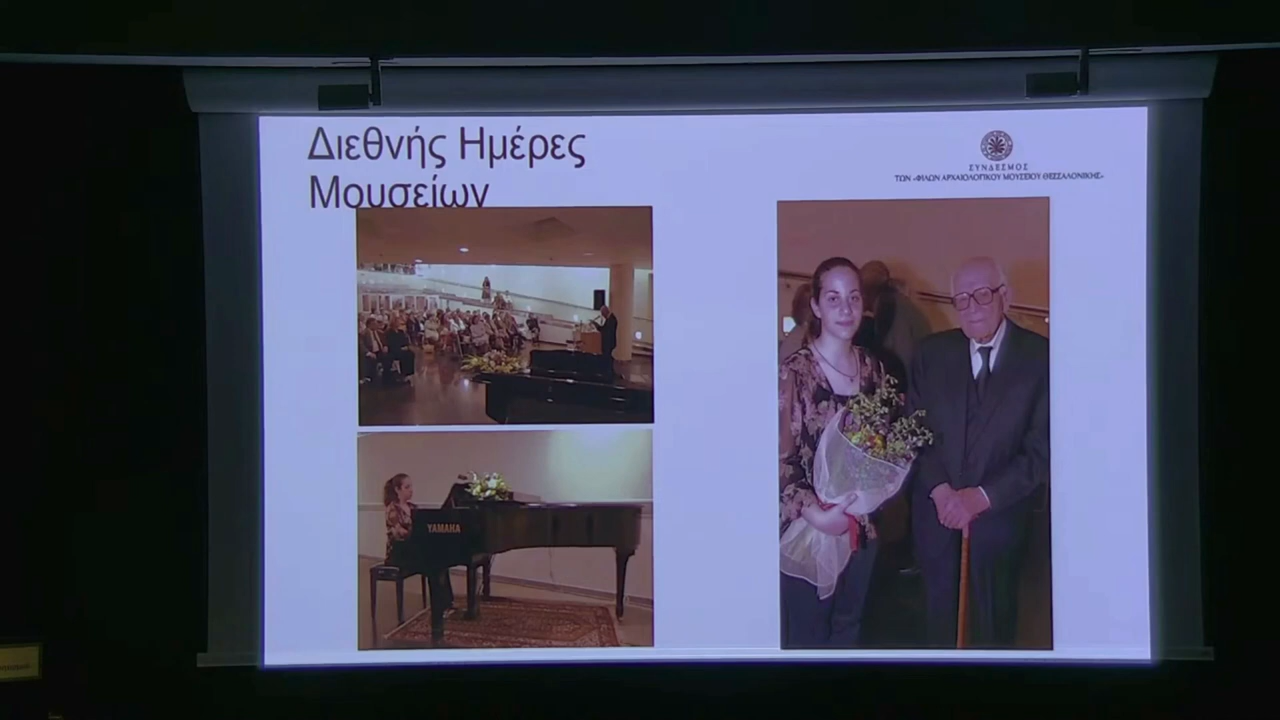 Διεθνής Ημέρες
Μουσείων
ΣΥΝΔΕΣΜΟΣ
ΤΩΝ «ΦΙΛΩΝ ΑΡΧΑΙΟΛΟΓΙΚΟΥ ΜΟΥΣΕΙΟΥ ΘΕΣΣΑΛΟΝΙΚΗΣ»
YAMAHA